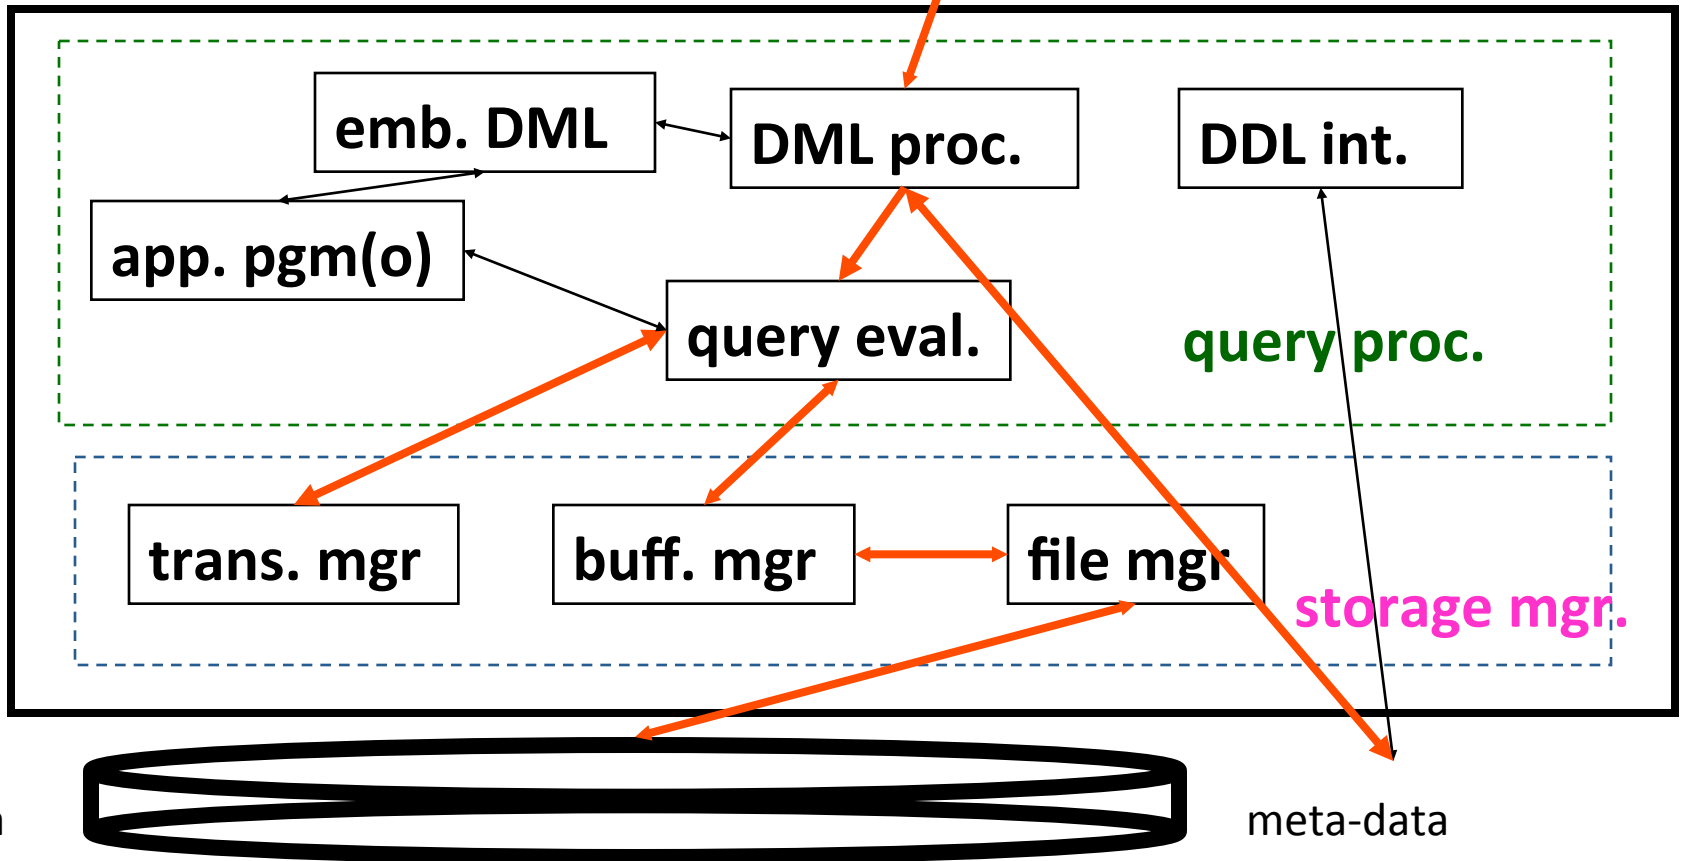 emb. DML
DML proc.
DDL int.
app. pgm(o)
query eval.
query proc.
trans. mgr
buff. mgr
file mgr
storage mgr.
meta-data